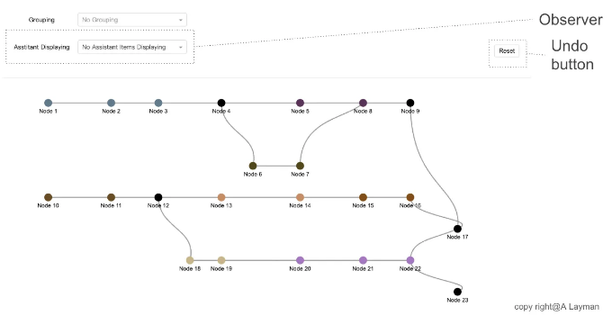 Grouping No Grouping
Observer
Asstitant Displaying No Assistant Items Displaying
Reset
Undo
button
Node 1 Node 2 Node 3 Node 4 Node 5 Node 8 Node 9
Node 6 Node 7
Node 10 Node 11 Node 12 Node 13 Node 14 Node 15 Node 16
Node 17
Node 18 Node 19 Node 20 Node 21 Node 22
Node 23
copy right@A Layman